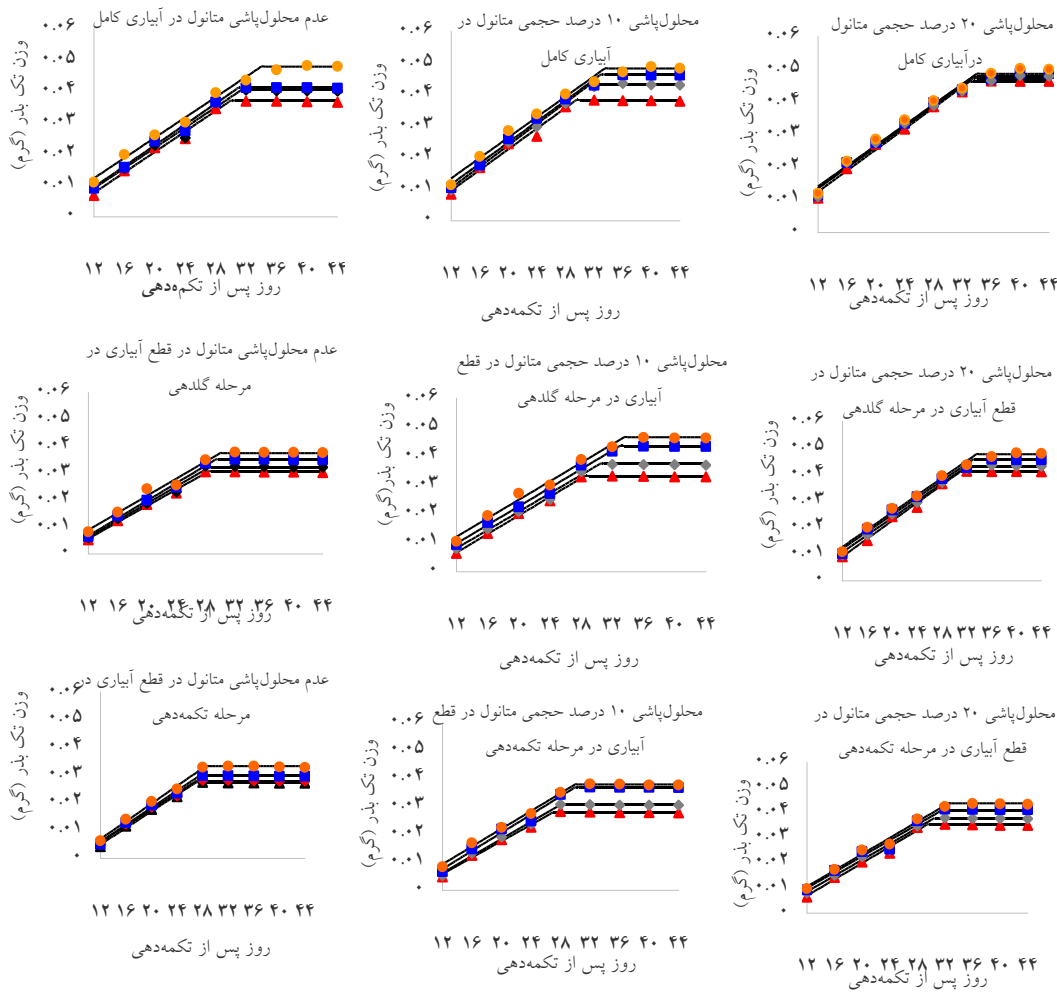 عدم محلول‌پاشی متانول در آبیاری کامل
وزن تک بذر (گرم)
۰.۰۶
۰.۰۵
۰.۰۴
۰.۰۳
۰.۰۲
۰.۰۱
۰
۱۲ ۱۶ ۲۰ ۲۴ ۲۸ ۳۲ ۳۶ ۴۰ ۴۴
روز پس از تکمه‌دهی
محلول‌پاشی ۱۰ درصد حجمی متانول در
آبیاری کامل
وزن تک بذر (گرم)
۰.۰۶
۰.۰۵
۰.۰۴
۰.۰۳
۰.۰۲
۰.۰۱
۰
۱۲ ۱۶ ۲۰ ۲۴ ۲۸ ۳۲ ۳۶ ۴۰ ۴۴
روز پس از تکمه‌دهی
محلول‌پاشی ۲۰ درصد حجمی متانول
درآبیاری کامل
وزن تک بذر (گرم)
۰.۰۶
۰.۰۵
۰.۰۴
۰.۰۳
۰.۰۲
۰.۰۱
۰
۱۲ ۱۶ ۲۰ ۲۴ ۲۸ ۳۲ ۳۶ ۴۰ ۴۴
روز پس از تکمه‌دهی
عدم محلول‌پاشی متانول در قطع آبیاری در
مرحله گلدهی
وزن تک بذر (گرم)
۰.۰۶
۰.۰۵
۰.۰۴
۰.۰۳
۰.۰۲
۰.۰۱
۰
۱۲ ۱۶ ۲۰ ۲۴ ۲۸ ۳۲ ۳۶ ۴۰ ۴۴
روز پس از تکمه‌دهی
محلول‌پاشی ۱۰ درصد حجمی متانول در قطع
آبیاری در مرحله گلدهی
وزن تک بذر (گرم)
۰.۰۶
۰.۰۵
۰.۰۴
۰.۰۳
۰.۰۲
۰.۰۱
۰
۱۲ ۱۶ ۲۰ ۲۴ ۲۸ ۳۲ ۳۶ ۴۰ ۴۴
روز پس از تکمه‌دهی
محلول‌پاشی ۲۰ درصد حجمی متانول در
قطع آبیاری در مرحله گلدهی
وزن تک بذر (گرم)
۰.۰۶
۰.۰۵
۰.۰۴
۰.۰۳
۰.۰۲
۰.۰۱
۰
۱۲ ۱۶ ۲۰ ۲۴ ۲۸ ۳۲ ۳۶ ۴۰ ۴۴
روز پس از تکمه‌دهی
عدم محلول‌پاشی متانول در قطع آبیاری در
مرحله تکمه‌دهی
وزن تک بذر (گرم)
۰.۰۶
۰.۰۵
۰.۰۴
۰.۰۳
۰.۰۲
۰.۰۱
۰
۱۲ ۱۶ ۲۰ ۲۴ ۲۸ ۳۲ ۳۶ ۴۰ ۴۴
روز پس از تکمه‌دهی
محلول‌پاشی ۱۰ درصد حجمی متانول در قطع
آبیاری در مرحله تکمه‌دهی
وزن تک بذر (گرم)
۰.۰۶
۰.۰۵
۰.۰۴
۰.۰۳
۰.۰۲
۰.۰۱
۰
۱۲ ۱۶ ۲۰ ۲۴ ۲۸ ۳۲ ۳۶ ۴۰ ۴۴
روز پس از تکمه‌دهی
محلول‌پاشی ۲۰ درصد حجمی متانول در
قطع آبیاری در مرحله تکمه‌دهی
وزن تک بذر (گرم)
۰.۰۶
۰.۰۵
۰.۰۴
۰.۰۳
۰.۰۲
۰.۰۱
۰
۱۲ ۱۶ ۲۰ ۲۴ ۲۸ ۳۲ ۳۶ ۴۰ ۴۴
روز پس از تکمه‌دهی